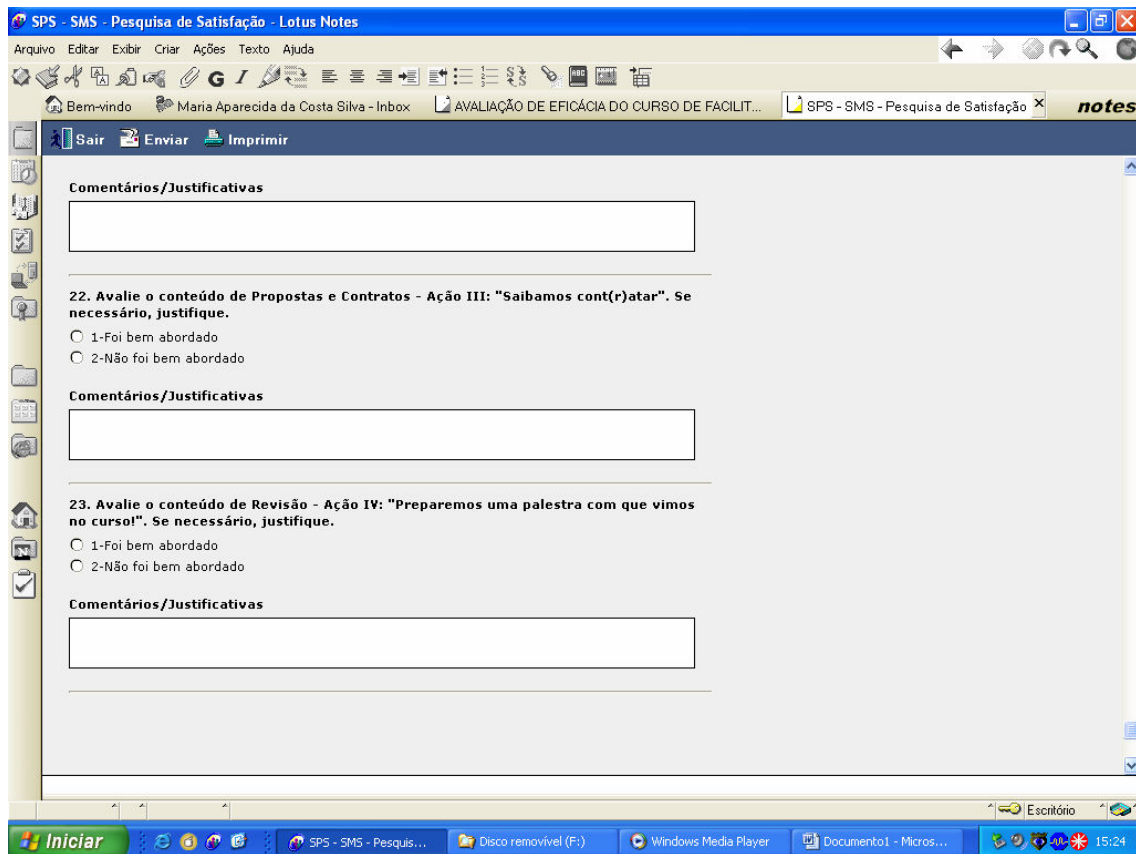 SPS - SMS - Pesquisa de Satisfação - Lotus Notes
Arquivo Editar Exibir Criar Ações Texto Ajuda
G I
Bem-vindo Maria Aparecida da Costa Silva - Inbox AVALIAÇÃO DE EFICÁCIA DO CURSO DE FACILIT... SPS - SMS - Pesquisa de Satisfação notes
Sair Enviar Imprimir
Comentários/Justificativas
22. Avalie o conteúdo de Propostas e Contratos - Ação III: "Saibamos cont(r)atar". Se
necessário, justifique.
1-Foi bem abordado
2-Não foi bem abordado
Comentários/Justificativas
23. Avalie o conteúdo de Revisão - Ação IV: "Preparemos uma palestra com que vimos
no curso!". Se necessário, justifique.
1-Foi bem abordado
2-Não foi bem abordado
Comentários/Justificativas
Escritório
Iniciar SPS - SMS - Pesquis... Disco removível (F:) Windows Media Player Documento1 - Micros... 15:24